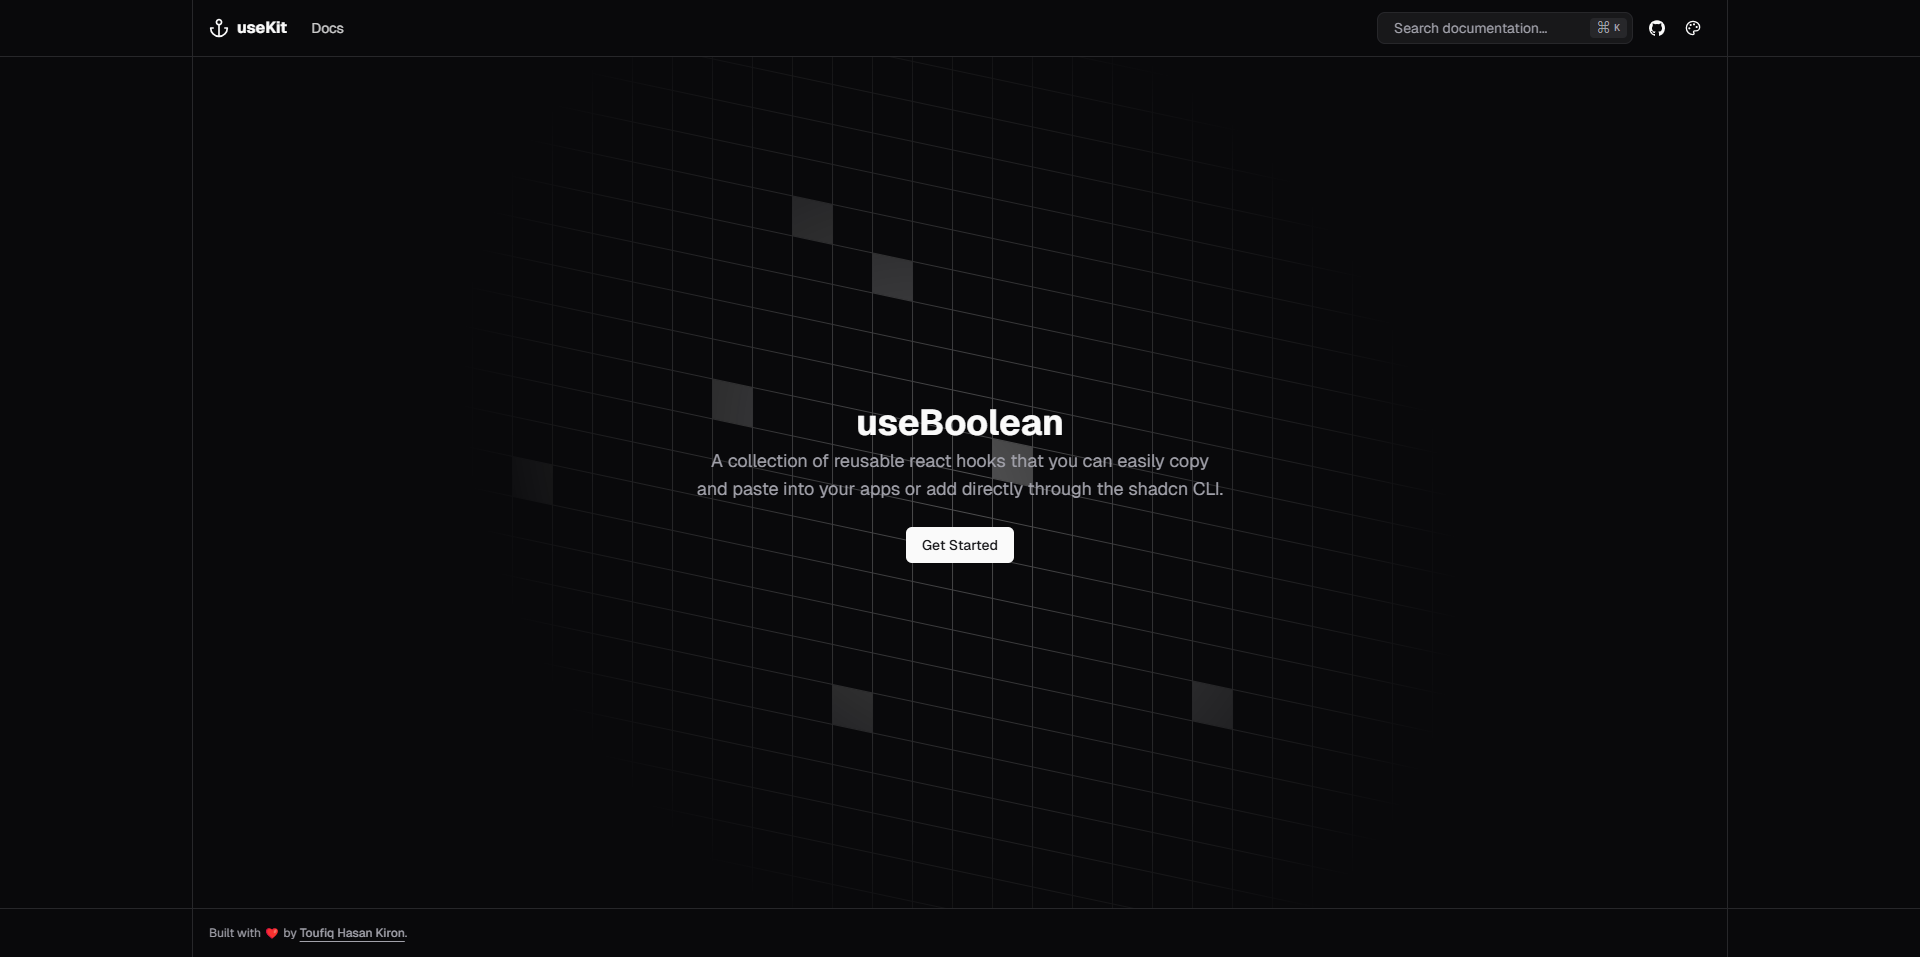 useKit
Docs
Search documentation...
⌘ K
useBoolean
A collection of reusable react hooks that you can easily copy
and paste into your apps or add directly through the shadcn CLI.
Get Started
Built with ❤️ by Toufiq Hasan Kiron.